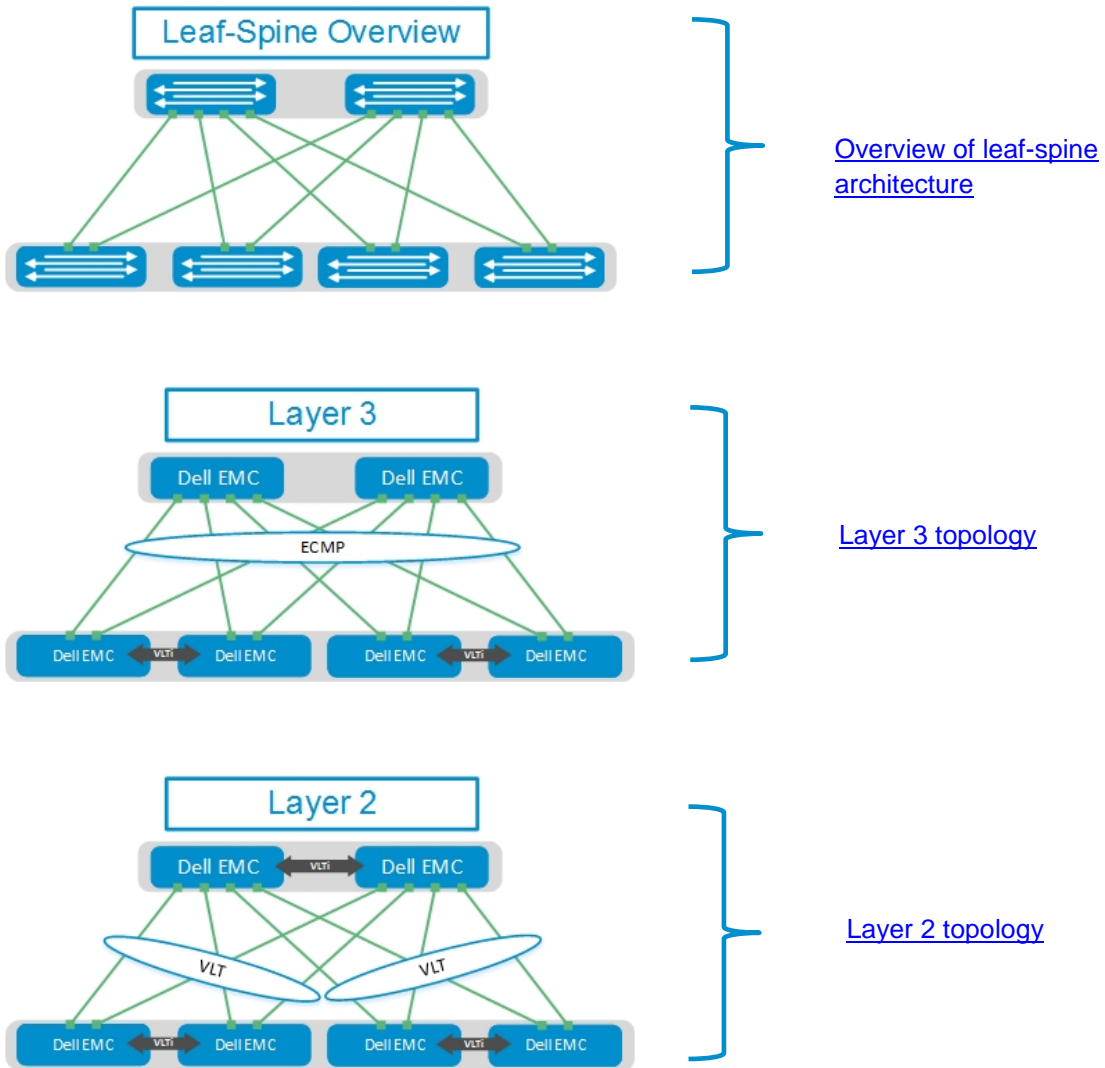 Leaf-Spine Overview
Overview of leaf-spine
architecture
Layer 3
Dell EMC Dell EMC
ECMP
Dell EMC VLTi Dell EMC Dell EMC VLTi Dell EMC
Layer 3 topology
Layer 2
Dell EMC VLTi Dell EMC
VLT VLT
Dell EMC VLTi Dell EMC Dell EMC VLTi Dell EMC
Layer 2 topology